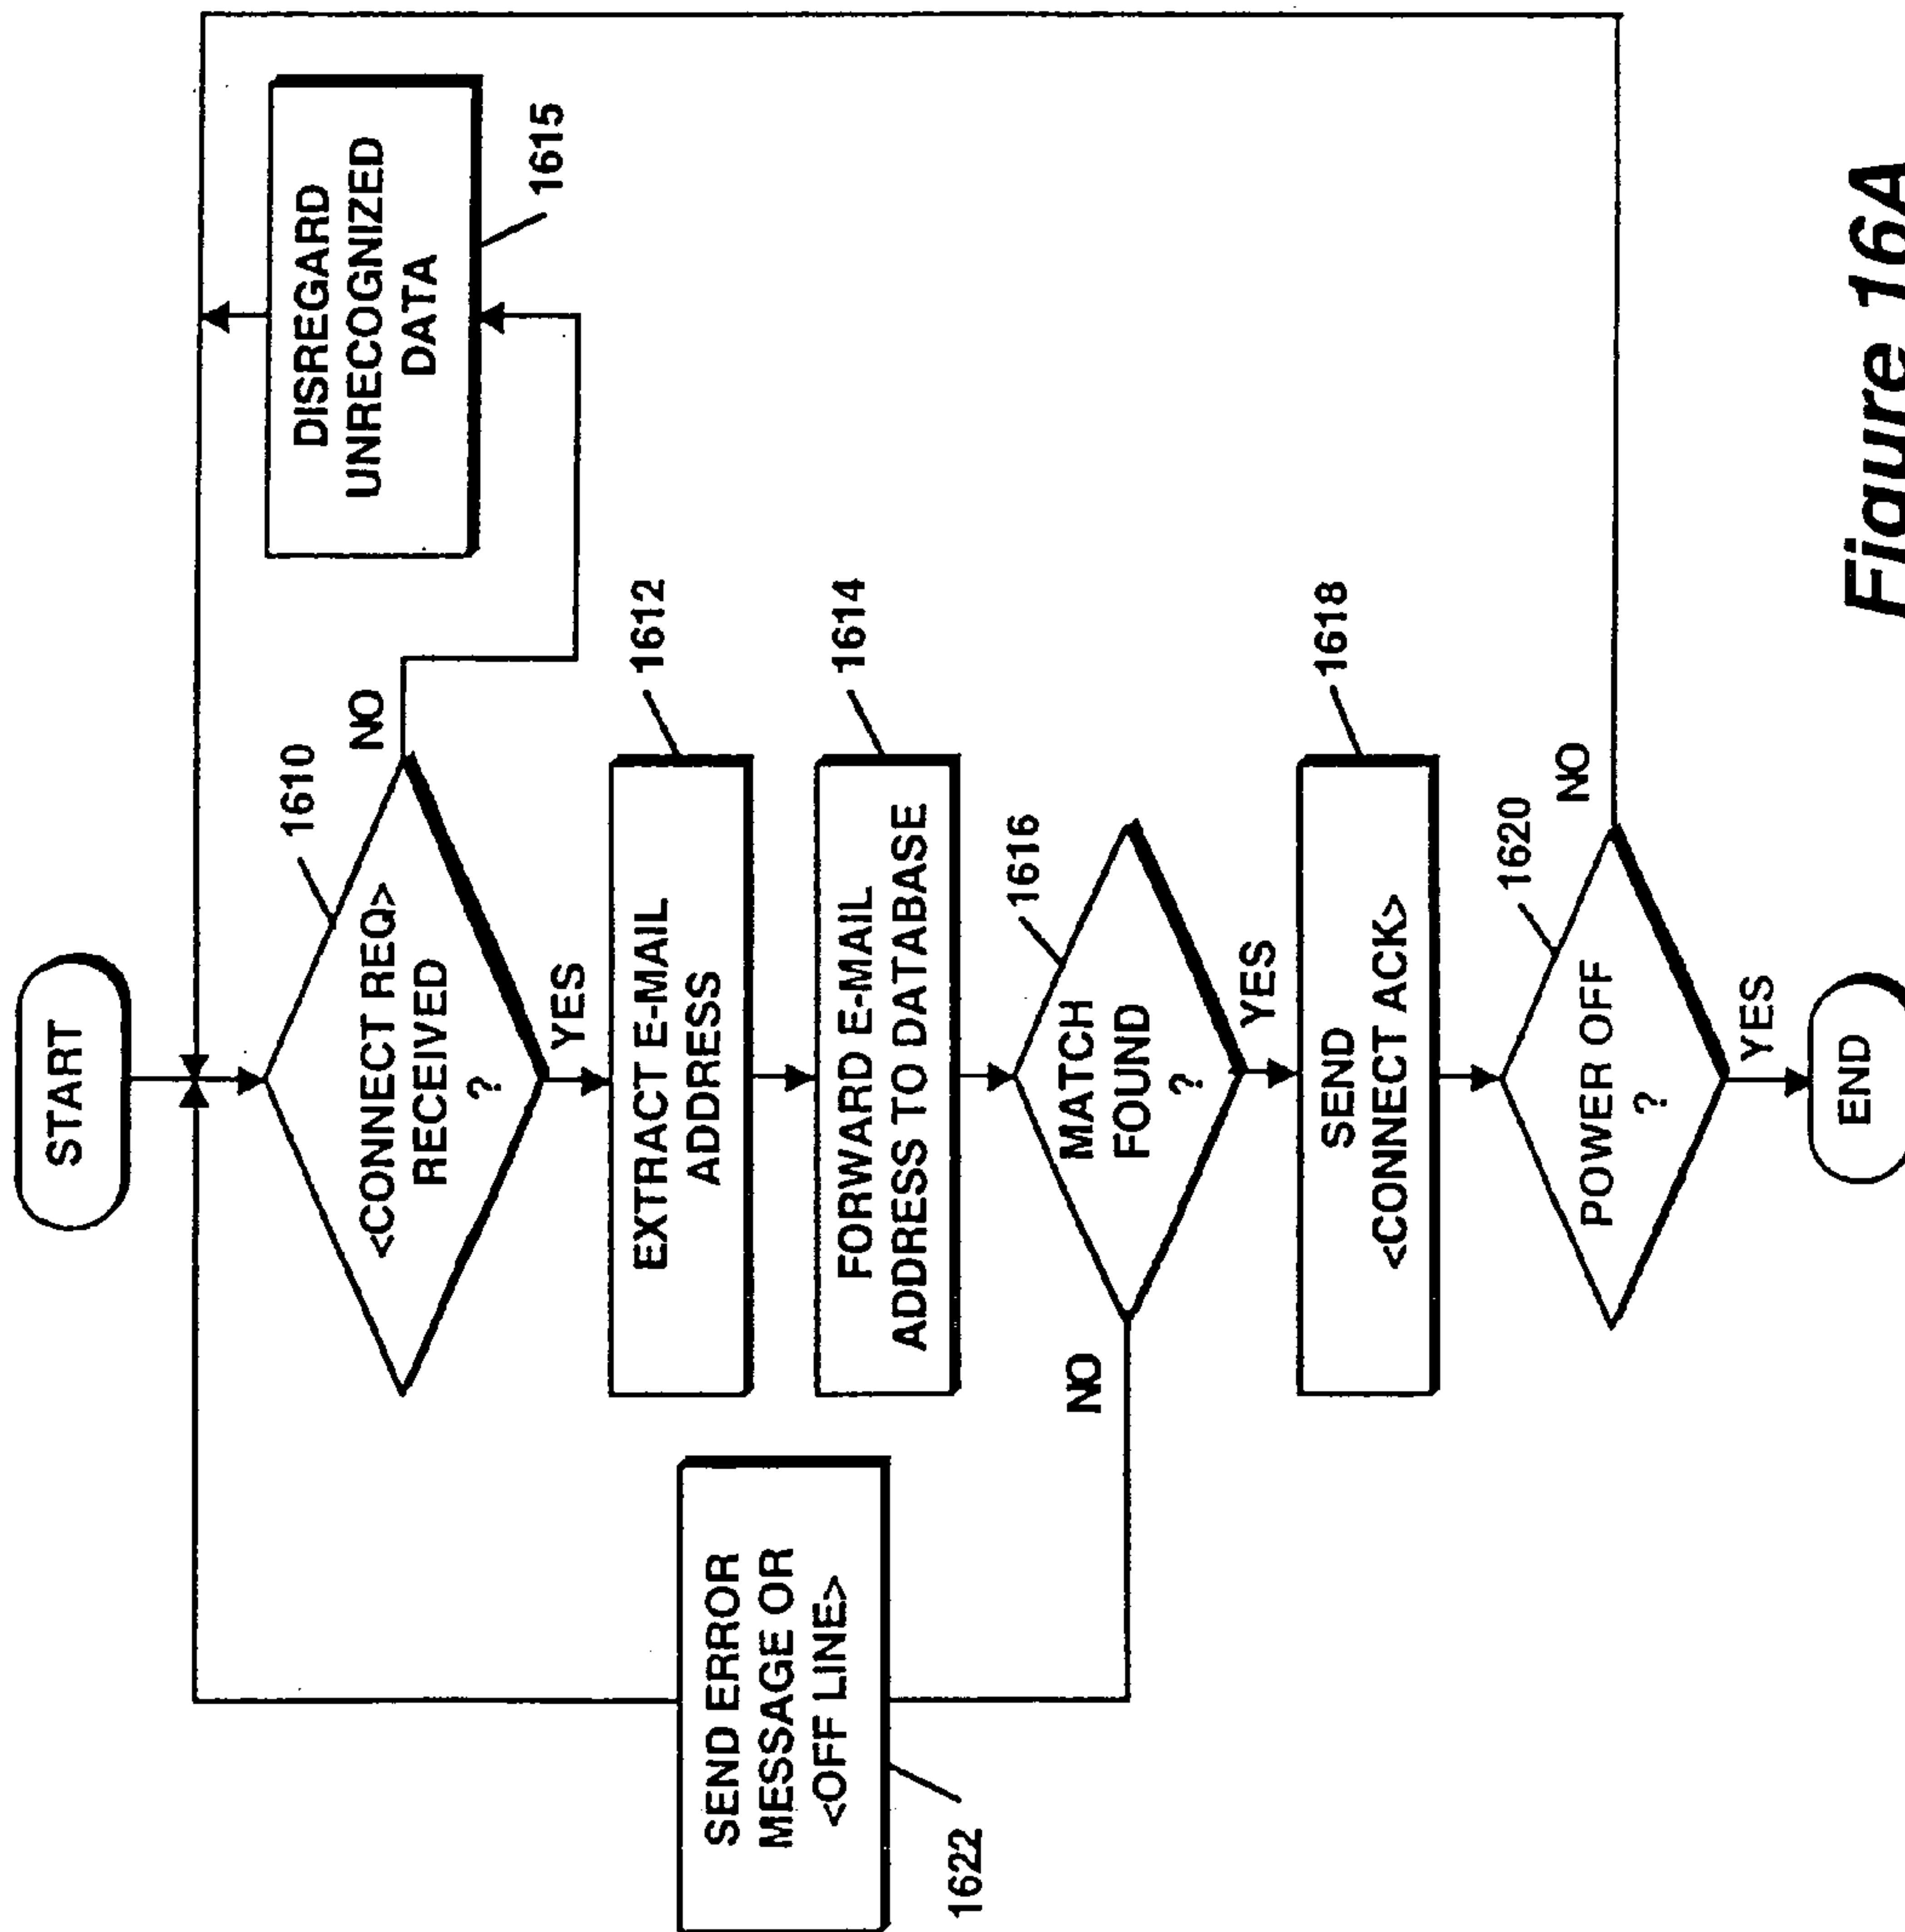 START
1610
<CONNECT REQ>
RECEIVED
?
NO
YES
DISREGARD
UNRECOGNIZED
DATA
1615
EXTRACT E-MAIL
ADDRESS
1612
FORWARD E-MAIL
ADDRESS TO DATABASE
1614
MATCH
FOUND
?
1616
NO
YES
SEND ERROR
MESSAGE OR
<OFF LINE>
1622
SEND
<CONNECT ACK>
1618
POWER OFF
?
1620
NO
YES
END
Figure 16A